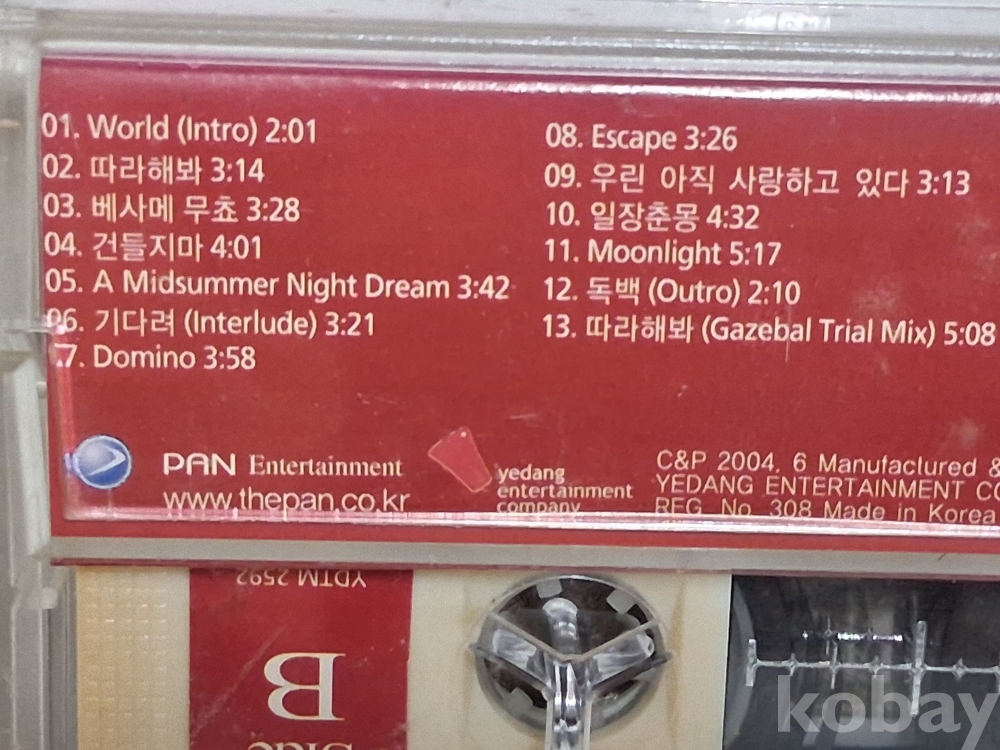 01. World (Intro) 2:01
02. 따라해봐 3:14
03. 베사메 무쵸 3:28
04. 건들지마 4:01
05. A Midsummer Night Dream 3:42
06. 기다려 (Interlude) 3:21
7. Domino 3:58
08. Escape 3:26
09. 우린 아직 사랑하고 있다 3:13
10. 일장춘몽 4:32
11. Moonlight 5:17
12. 독백 (Outro) 2:10
13. 따라해봐 (Gazebal Trial Mix) 5:08
PAN Entertainment
www.thepan.co.kr
yedang
entertainment
company
C&P 2004. 6 Manufactured &
YEDANG ENTERTAINMENT CO
REG. No. 308 Made in Korea
YDTM 2592
B
Side
kobay